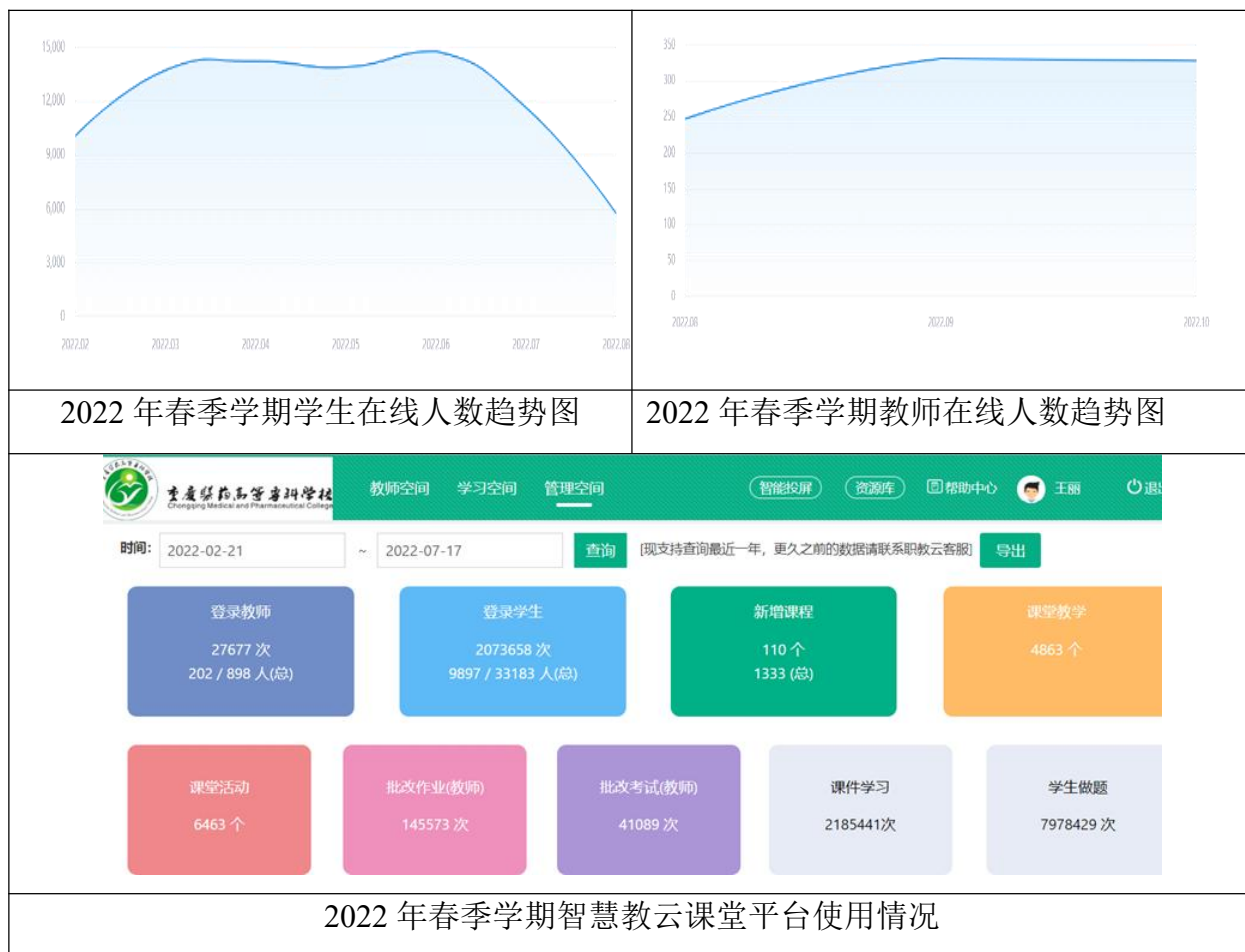 15,000
12,000
9,000
6,000
3,000
0
2022.02 2022.03 2022.04 2022.05 2022.06 2022.07 2022.08
350
300
250
200
150
100
50
0
2022.08 2022.09 2022.10
2022 年春季学期学生在线人数趋势图
2022 年春季学期教师在线人数趋势图
重庆医药高等专科学校 教师空间 学习空间 管理空间 智能投屏 资源库 帮助中心 王丽
Chongqing Medical and Pharmaceutical College
时间: 2022-02-21 ~ 2022-07-17 查询 [现支持查询最近一年，更久之前的数据请联系职教云客服] 导出
登录教师
27677 次
202 / 898 人(总)
登录学生
2073658 次
9897 / 33183 人(总)
新增课程
110 个
1333 (总)
课堂教学
4863 个
课堂活动
6463 个
批改作业(教师)
145573 次
批改考试(教师)
41089 次
课件学习
2185441次
学生做题
7978429 次
2022 年春季学期智慧教云课堂平台使用情况